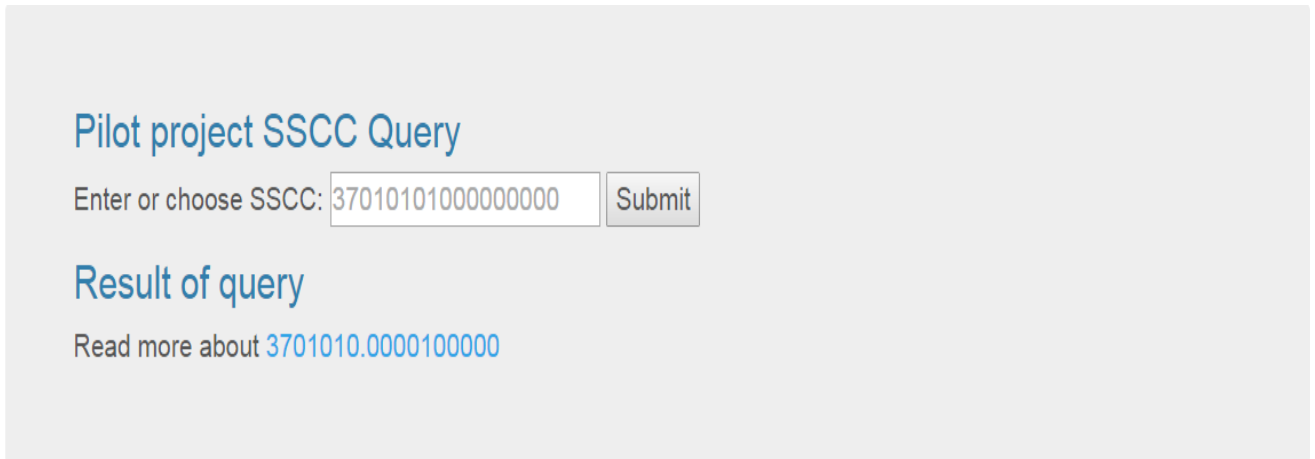 Pilot project SSCC Query
Enter or choose SSCC: 37010101000000000 Submit
Result of query
Read more about 3701010.0000100000